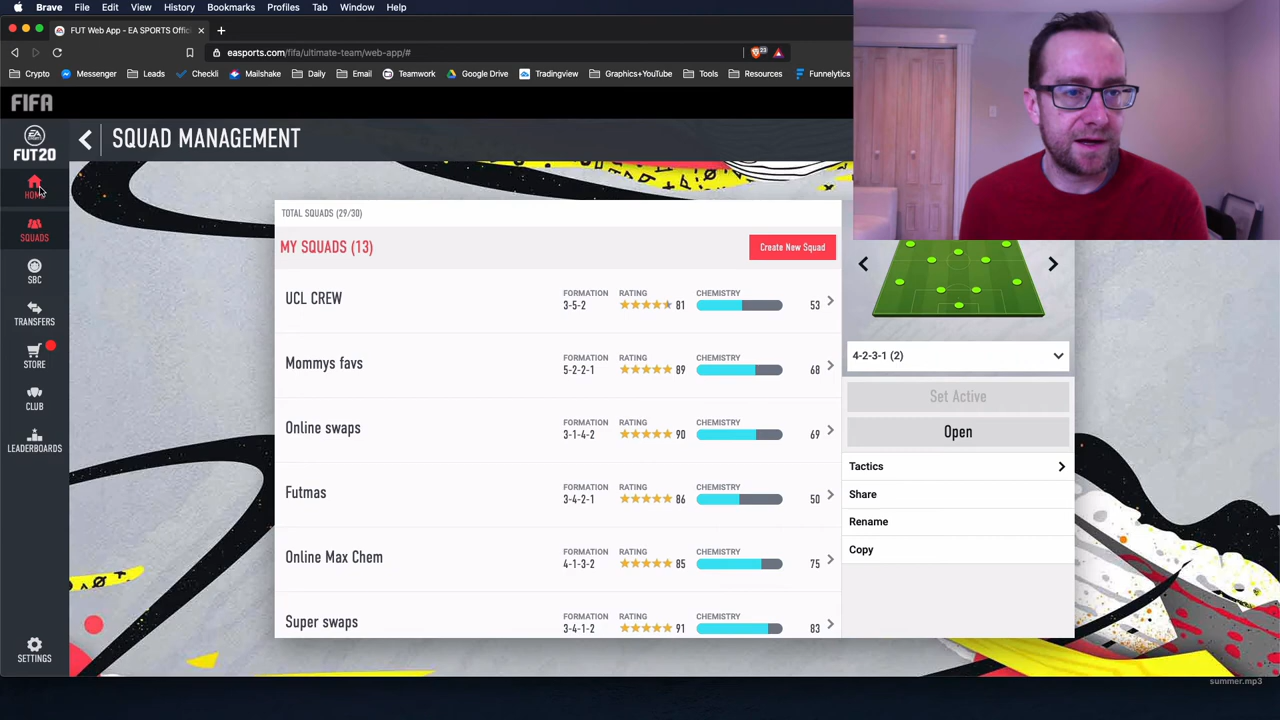 Brave File Edit View History Bookmarks Profiles Tab Window Help
FUT Web App - EA SPORTS Offici
easports.com/fifa/ultimate-team/web-app/#
23
Crypto Messenger Leads Checkli Mailshake Daily Email Teamwork Google Drive Tradingview Graphics+YouTube Tools Resources Funnelytics
FIFA
EA SPORTS
FUT20
SQUAD MANAGEMENT
HOME
SQUADS
SBC
TRANSFERS
STORE
CLUB
LEADERBOARDS
SETTINGS
TOTAL SQUADS (29/30)
MY SQUADS (13) Create New Squad
UCL CREW FORMATION 3-5-2 RATING 81 CHEMISTRY 53
Mommys favs FORMATION 5-2-2-1 RATING 89 CHEMISTRY 68
Online swaps FORMATION 3-1-4-2 RATING 90 CHEMISTRY 69
Futmas FORMATION 3-4-2-1 RATING 86 CHEMISTRY 50
Online Max Chem FORMATION 4-1-3-2 RATING 85 CHEMISTRY 75
Super swaps FORMATION 3-4-1-2 RATING 91 CHEMISTRY 83
4-2-3-1 (2)
Set Active
Open
Tactics
Share
Rename
Copy
summer.mp3